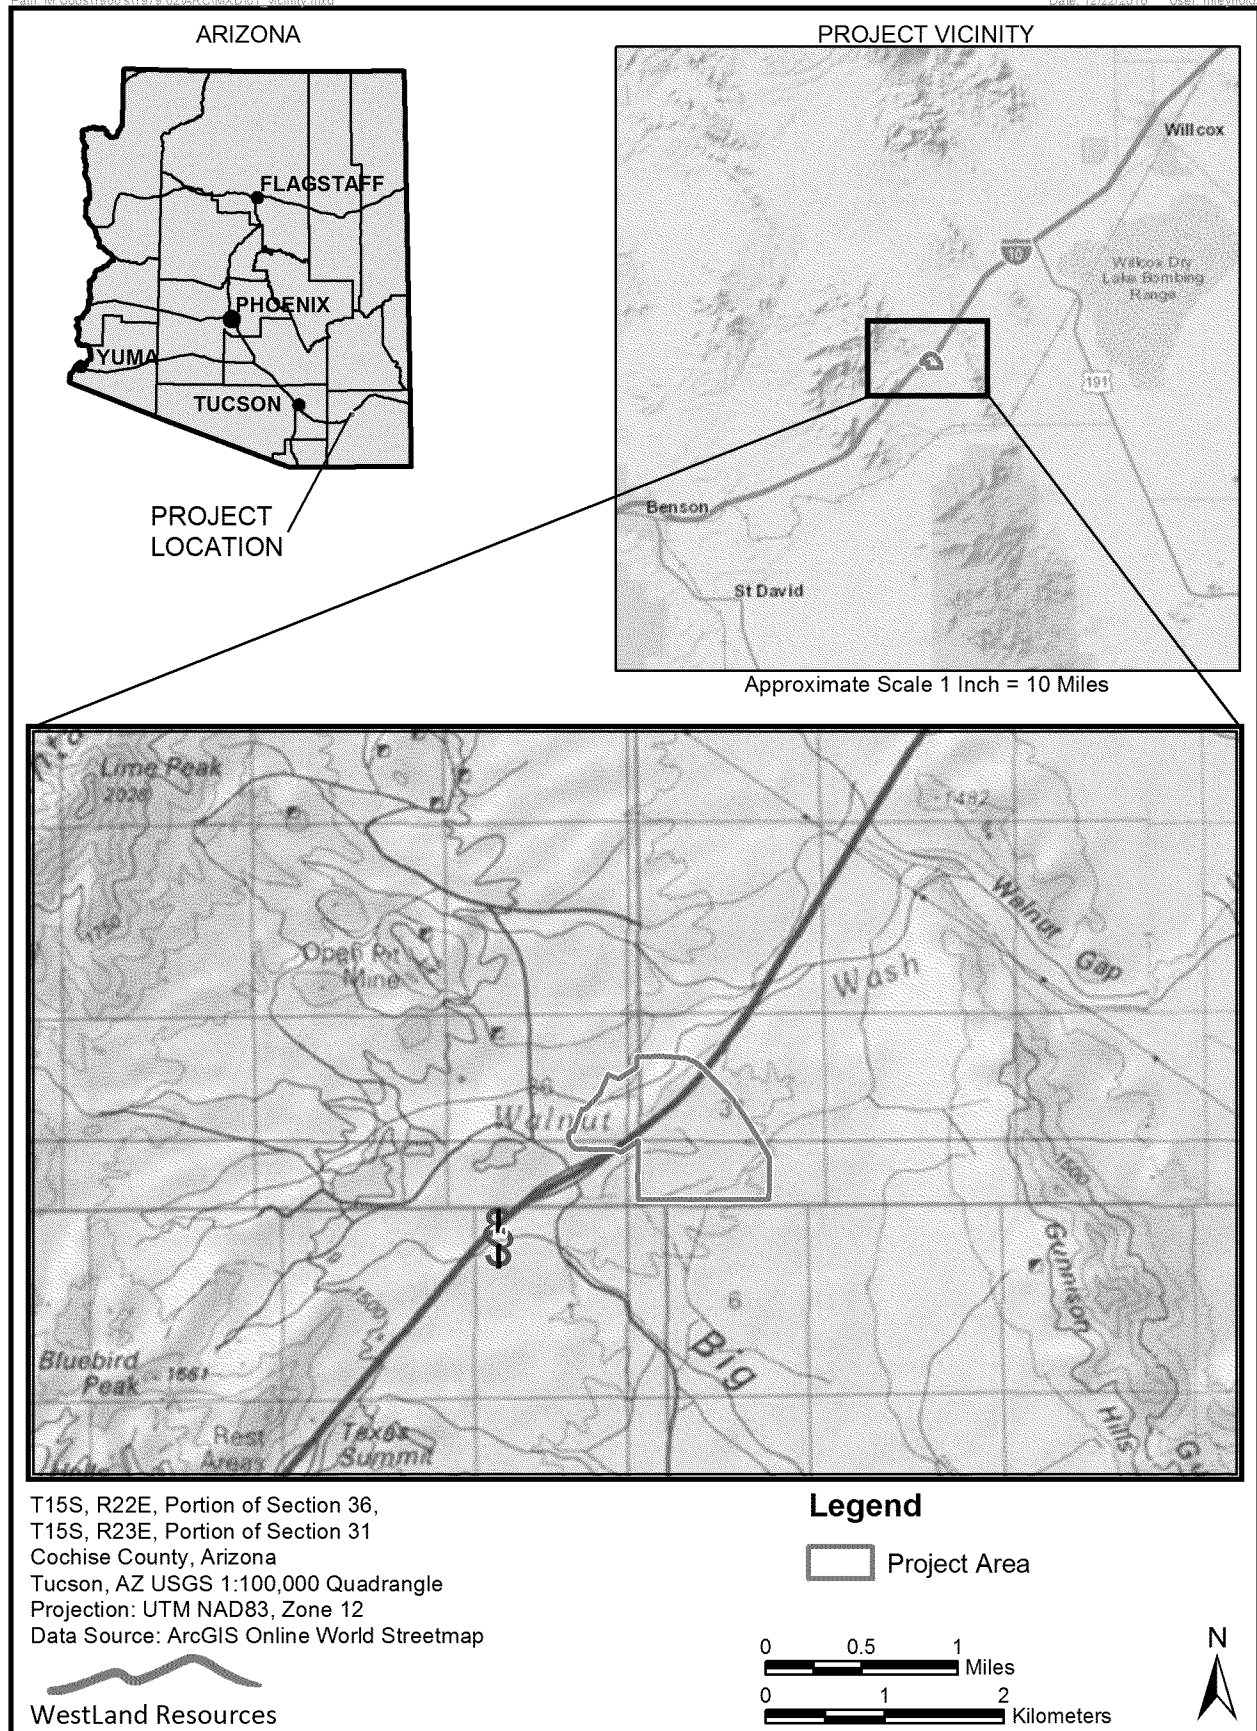 ARIZONA
FLAGSTAFF
PHOENIX
YUMA
TUCSON
PROJECT
LOCATION
PROJECT VICINITY
Willcox
10
Willcox Dry
Lake Bombing
Range
191
Benson
St David
Approximate Scale 1 Inch = 10 Miles
Lime Peak
1482
1750
Open Pit
Mine
Walnut
Gap
Wash
36
Walnut
1500
Gunnison
Hills
6
Big
1500
Bluebird
Peak
1661
Rest
Areas
Texas
Summit
T15S, R22E, Portion of Section 36,
T15S, R23E, Portion of Section 31
Cochise County, Arizona
Tucson, AZ USGS 1:100,000 Quadrangle
Projection: UTM NAD83, Zone 12
Data Source: ArcGIS Online World Streetmap
WestLand Resources
Legend
Project Area
0 0.5 1
Miles
0 1 2
Kilometers
N